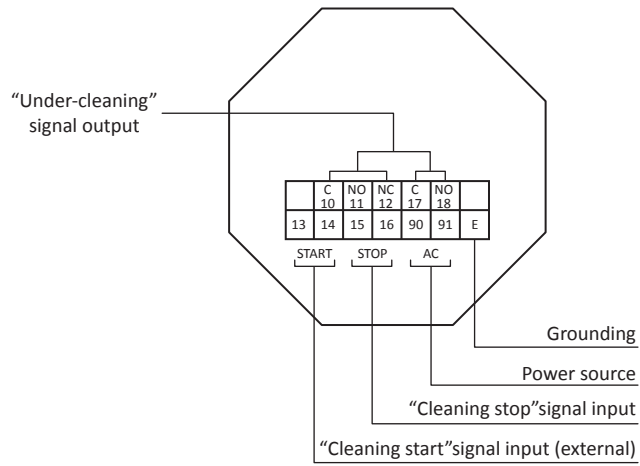 “Under-cleaning”
signal output
C NO NC C NO
10 11 12 17 18
13 14 15 16 90 91 E
START STOP AC
Grounding
Power source
“Cleaning stop”signal input
“Cleaning start”signal input (external)